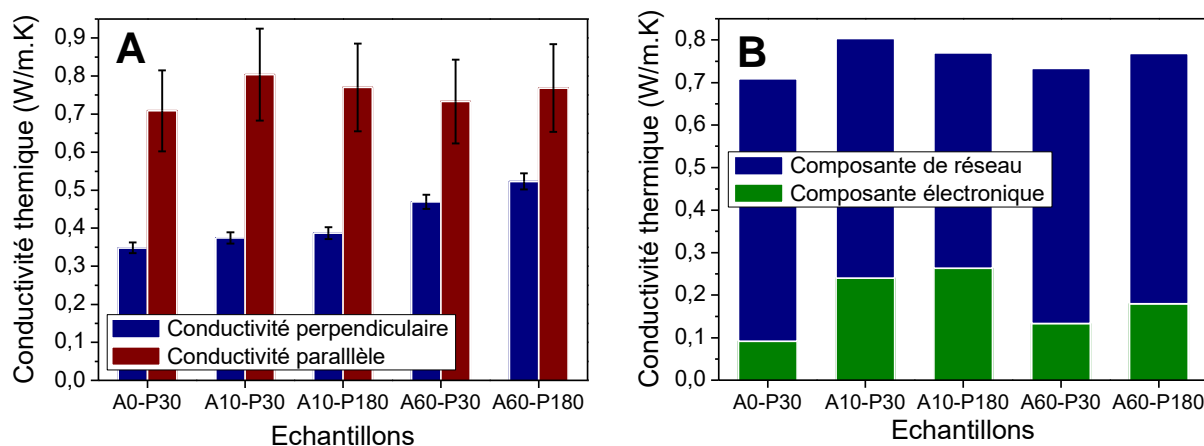 A
Conductivité themique (W/m.K)
0,9
0,8
0,7
0,6
0,5
0,4
0,3
0,2
0,1
0,0
Conductivité perpendiculaire
Conductivité paralllèle
A0-P30 A10-P30 A10-P180 A60-P30 A60-P180
Echantillons
B
Conductivité thermique (W/m.K)
0,8
0,7
0,6
0,5
0,4
0,3
0,2
0,1
0,0
Composante de réseau
Composante électronique
A0-P30 A10-P30 A10-P180 A60-P30 A60-P180
Echantillons